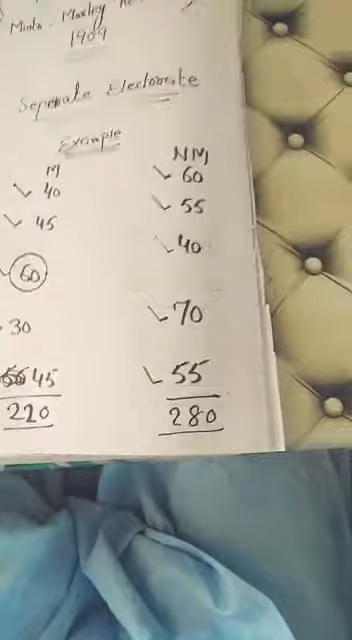 Minto - Morley
1909
Seperate Electorate
Example
M NM
40 60
45 55
60 40
30 70
45 55
220 280